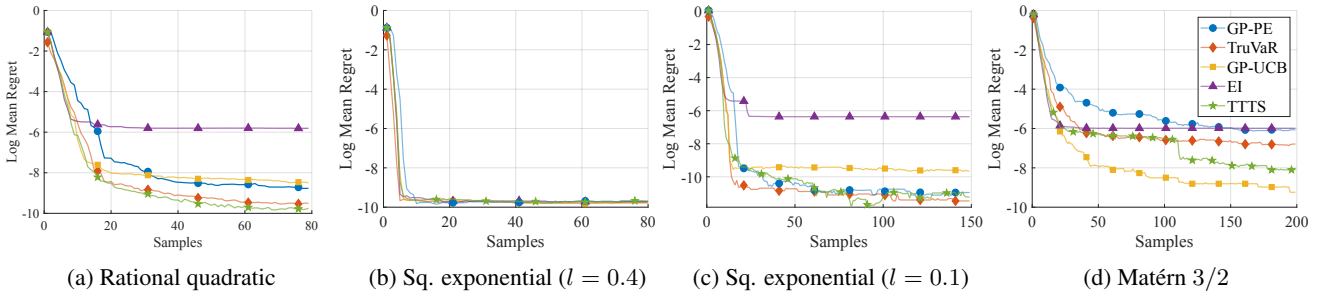 0
-2
-4
-6
-8
-10
Log Mean Regret
0 20 40 60 80
Samples
(a) Rational quadratic
0
-2
-4
-6
-8
-10
Log Mean Regret
0 20 40 60 80
Samples
(b) Sq. exponential (l = 0.4)
0
-2
-4
-6
-8
-10
Log Mean Regret
0 50 100 150
Samples
(c) Sq. exponential (l = 0.1)
0
-2
-4
-6
-8
-10
Log Mean Regret
0 50 100 150 200
Samples
GP-PE
TruVaR
GP-UCB
EI
TTTS
(d) Matérn 3/2